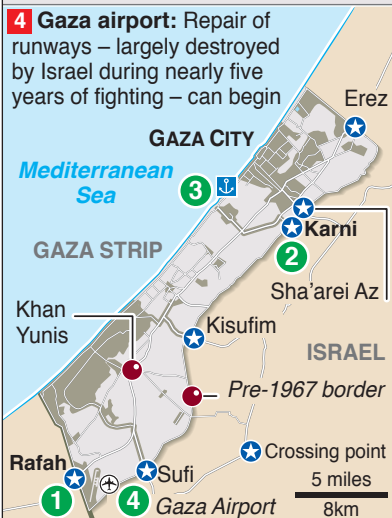 4 Gaza airport: Repair of
runways – largely destroyed
by Israel during nearly five
years of fighting – can begin
Erez
GAZA CITY
Mediterranean
Sea
3
Karni
2
GAZA STRIP
Sha'arei Az
Khan
Yunis
Kisufim
ISRAEL
Pre-1967 border
Crossing point
Rafah
Sufi
5 miles
1
4
Gaza Airport
8km